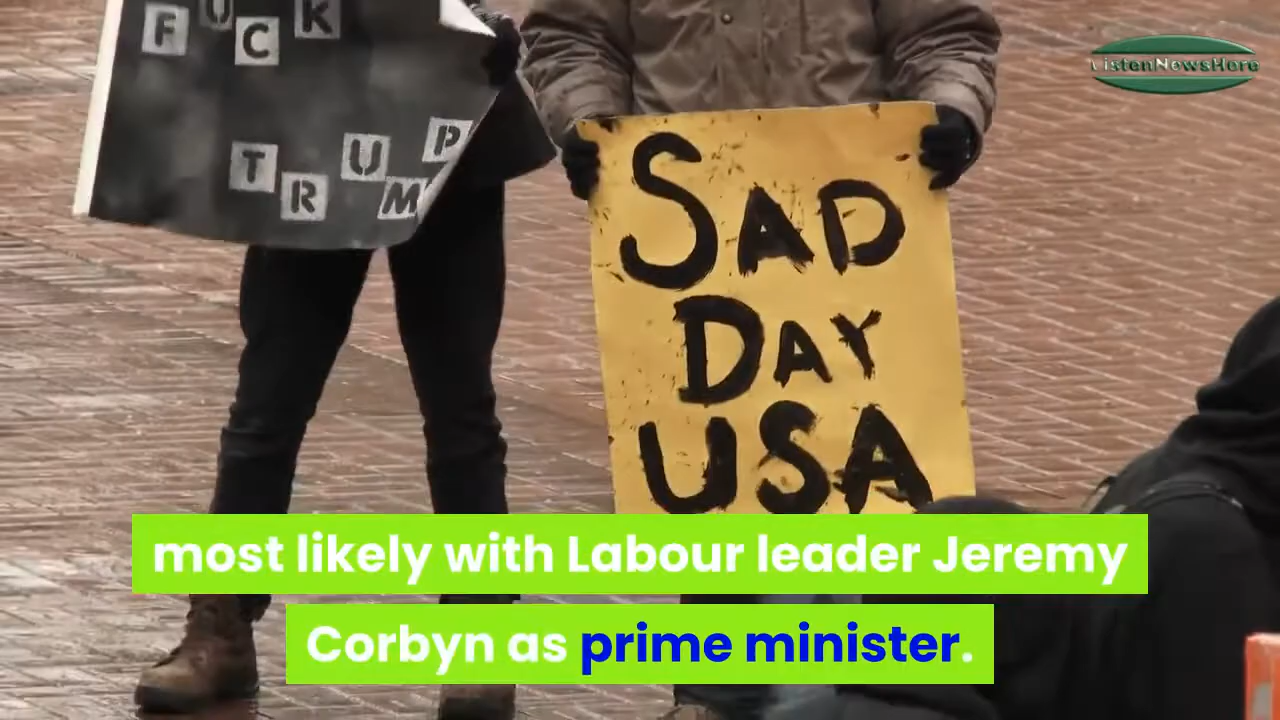 FUCK
TRUMP
ListenNewsHere
SAD
DAY
USA
most likely with Labour leader Jeremy
Corbyn as prime minister.